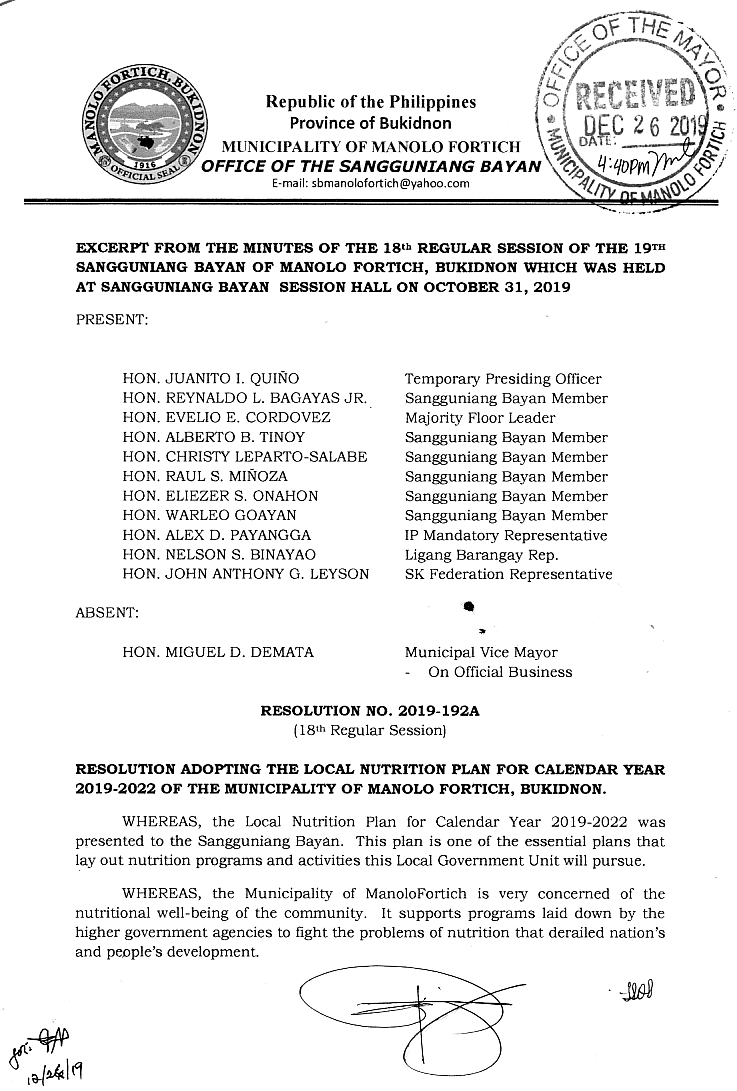 MANOLO FORTICH, BUKIDNON
1916
OFFICIAL SEAL
Republic of the Philippines
Province of Bukidnon
MUNICIPALITY OF MANOLO FORTICH
OFFICE OF THE SANGGUNIANG BAYAN
E-mail: sbmanolofortich@yahoo.com
OFFICE OF THE MAYOR
RECEIVED
DEC 26 2019
DATE:
4:40PM
MUNICIPALITY OF MANOLO FORTICH
EXCERPT FROM THE MINUTES OF THE 18th REGULAR SESSION OF THE 19TH
SANGGUNIANG BAYAN OF MANOLO FORTICH, BUKIDNON WHICH WAS HELD
AT SANGGUNIANG BAYAN SESSION HALL ON OCTOBER 31, 2019
PRESENT:
HON. JUANITO I. QUIÑO Temporary Presiding Officer
HON. REYNALDO L. BAGAYAS JR. Sangguniang Bayan Member
HON. EVELIO E. CORDOVEZ Majority Floor Leader
HON. ALBERTO B. TINOY Sangguniang Bayan Member
HON. CHRISTY LEPARTO-SALABE Sangguniang Bayan Member
HON. RAUL S. MIÑOZA Sangguniang Bayan Member
HON. ELIEZER S. ONAHON Sangguniang Bayan Member
HON. WARLEO GOAYAN Sangguniang Bayan Member
HON. ALEX D. PAYANGGA IP Mandatory Representative
HON. NELSON S. BINAYAO Ligang Barangay Rep.
HON. JOHN ANTHONY G. LEYSON SK Federation Representative
ABSENT:
HON. MIGUEL D. DEMATA Municipal Vice Mayor
- On Official Business
RESOLUTION NO. 2019-192A
(18th Regular Session)
RESOLUTION ADOPTING THE LOCAL NUTRITION PLAN FOR CALENDAR YEAR
2019-2022 OF THE MUNICIPALITY OF MANOLO FORTICH, BUKIDNON.
WHEREAS, the Local Nutrition Plan for Calendar Year 2019-2022 was
presented to the Sangguniang Bayan. This plan is one of the essential plans that
lay out nutrition programs and activities this Local Government Unit will pursue.
WHEREAS, the Municipality of ManoloFortich is very concerned of the
nutritional well-being of the community. It supports programs laid down by the
higher government agencies to fight the problems of nutrition that derailed nation's
and people's development.
12/26/19